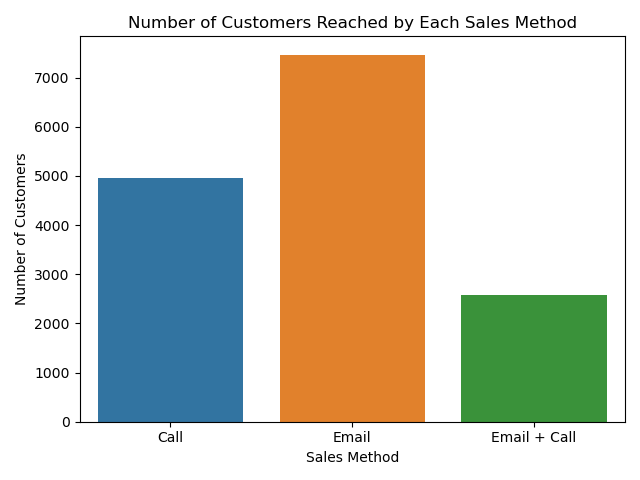 Number of Customers Reached by Each Sales Method
Number of Customers
7000
6000
5000
4000
3000
2000
1000
0
Call
Email
Email + Call
Sales Method